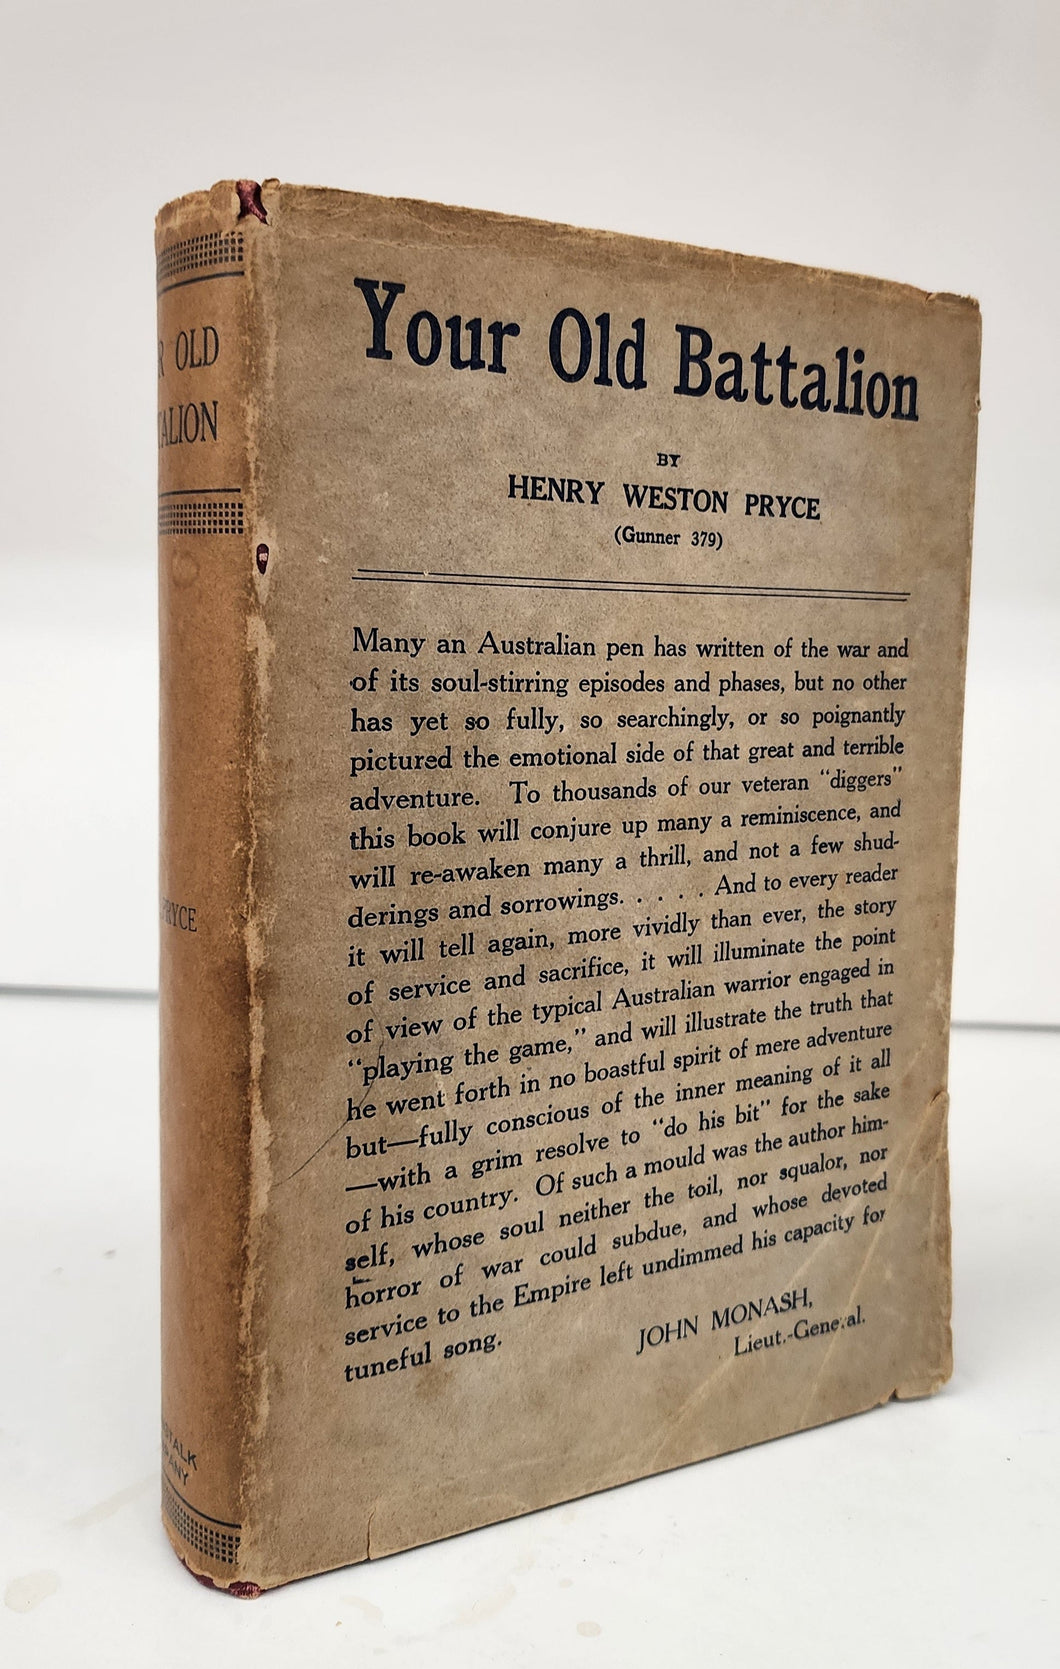 Your Old Battalion
BY
HENRY WESTON PRYCE
(Gunner 379)
Many an Australian pen has written of the war and
of its soul-stirring episodes and phases, but no other
has yet so fully, so searchingly, or so poignantly
pictured the emotional side of that great and terrible
adventure. To thousands of our veteran "diggers"
this book will conjure up many a reminiscence, and
will re-awaken many a thrill, and not a few shud-
derings and sorrowings. . . . . . And to every reader
it will tell again, more vividly than ever, the story
of service and sacrifice, it will illuminate the point
of view of the typical Australian warrior engaged in
"playing the game," and will illustrate the truth that
he went forth in no boastful spirit of mere adventure
but—fully conscious of the inner meaning of it all
—with a grim resolve to "do his bit" for the sake
of his country. Of such a mould was the author him-
self, whose soul neither the toil, nor squalor, nor
horror of war could subdue, and whose devoted
service to the Empire left undimmed his capacity for
tuneful song.
JOHN MONASH,
Lieut.-General.
R OLD
TALION
PRYCE
STALK
PANY